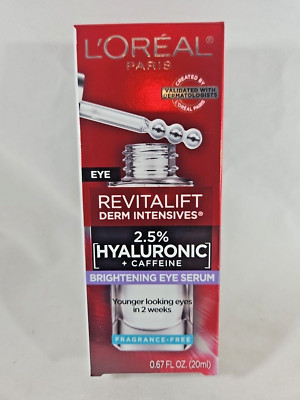 L'ORÉAL
PARIS
CREATED BY
VALIDATED WITH
DERMATOLOGISTS
L'ORÉAL PARIS
EYE
REVITALIFT
DERM INTENSIVES®
2.5%
[HYALURONIC]
+ CAFFEINE
BRIGHTENING EYE SERUM
Younger looking eyes
in 2 weeks
FRAGRANCE-FREE
0.67 FL. OZ. (20ml)